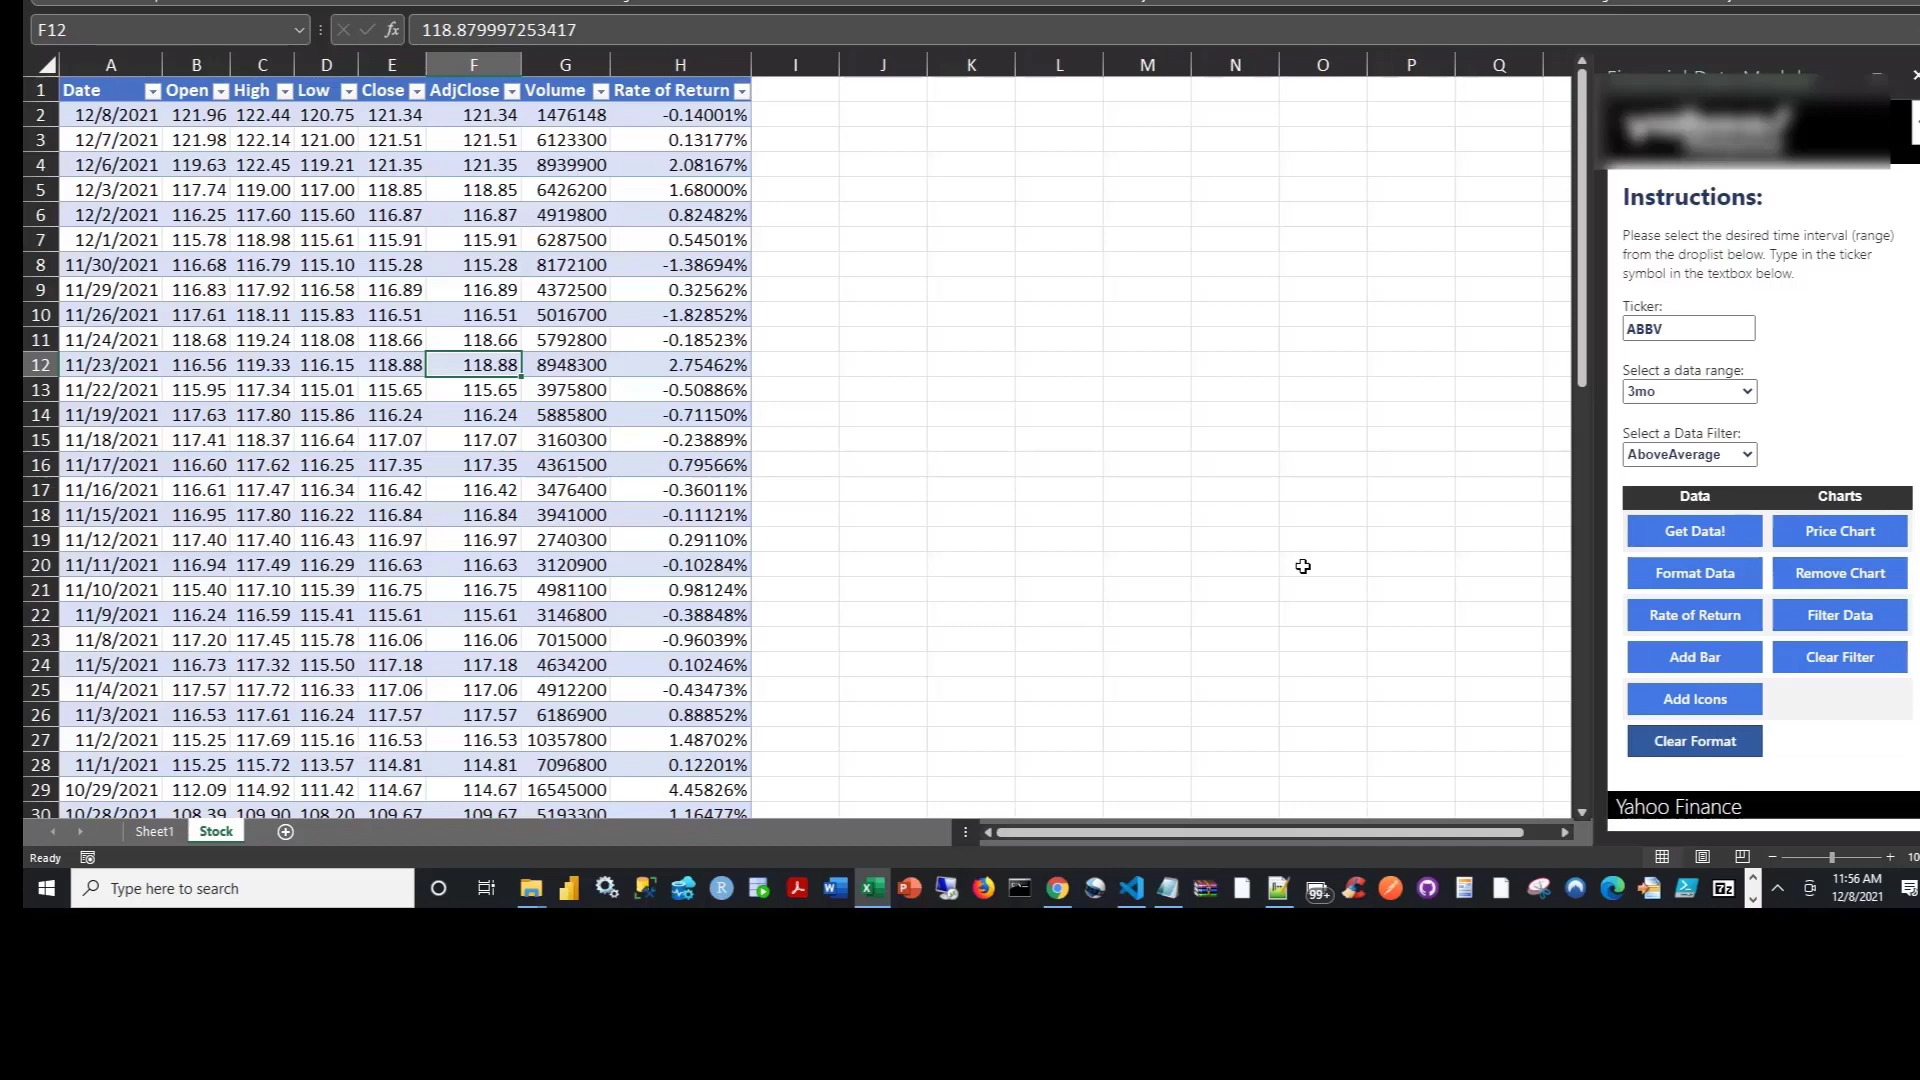 F12 118.879997253417
A B C D E F G H I J K L M N O P Q
1 Date Open High Low Close AdjClose Volume Rate of Return
2 12/8/2021 121.96 122.44 120.75 121.34 121.34 1476148 -0.14001%
3 12/7/2021 121.98 122.14 121.00 121.51 121.51 6123300 0.13177%
4 12/6/2021 119.63 122.45 119.21 121.35 121.35 8939900 2.08167%
5 12/3/2021 117.74 119.00 117.00 118.85 118.85 6426200 1.68000%
6 12/2/2021 116.25 117.60 115.60 116.87 116.87 4919800 0.82482%
7 12/1/2021 115.78 118.98 115.61 115.91 115.91 6287500 0.54501%
8 11/30/2021 116.68 116.79 115.10 115.28 115.28 8172100 -1.38694%
9 11/29/2021 116.83 117.92 116.58 116.89 116.89 4372500 0.32562%
10 11/26/2021 117.61 118.11 115.83 116.51 116.51 5016700 -1.82852%
11 11/24/2021 118.68 119.24 118.08 118.66 118.66 5792800 -0.18523%
12 11/23/2021 116.56 119.33 116.15 118.88 118.88 8948300 2.75462%
13 11/22/2021 115.95 117.34 115.01 115.65 115.65 3975800 -0.50886%
14 11/19/2021 117.63 117.80 115.86 116.24 116.24 5885800 -0.71150%
15 11/18/2021 117.41 118.37 116.64 117.07 117.07 3160300 -0.23889%
16 11/17/2021 116.60 117.62 116.25 117.35 117.35 4361500 0.79566%
17 11/16/2021 116.61 117.47 116.34 116.42 116.42 3476400 -0.36011%
18 11/15/2021 116.95 117.80 116.22 116.84 116.84 3941000 -0.11121%
19 11/12/2021 117.40 117.40 116.43 116.97 116.97 2740300 0.29110%
20 11/11/2021 116.94 117.49 116.29 116.63 116.63 3120900 -0.10284%
21 11/10/2021 115.40 117.10 115.39 116.75 116.75 4981100 0.98124%
22 11/9/2021 116.24 116.59 115.41 115.61 115.61 3146800 -0.38848%
23 11/8/2021 117.20 117.45 115.78 116.06 116.06 7015000 -0.96039%
24 11/5/2021 116.73 117.32 115.50 117.18 117.18 4634200 0.10246%
25 11/4/2021 117.57 117.72 116.33 117.06 117.06 4912200 -0.43473%
26 11/3/2021 116.53 117.61 116.24 117.57 117.57 6186900 0.88852%
27 11/2/2021 115.25 117.69 115.16 116.53 116.53 10357800 1.48702%
28 11/1/2021 115.25 115.72 113.57 114.81 114.81 7096800 0.12201%
29 10/29/2021 112.09 114.92 111.42 114.67 114.67 16545000 4.45826%
30 10/28/2021 108.39 109.90 108.20 109.67 109.67 5193300 1.16477%
Instructions:
Please select the desired time interval (range)
from the droplist below. Type in the ticker
symbol in the textbox below.
Ticker:
ABBV
Select a data range:
3mo
Select a Data Filter:
AboveAverage
Data Charts
Get Data! Price Chart
Format Data Remove Chart
Rate of Return Filter Data
Add Bar Clear Filter
Add Icons
Clear Format
Yahoo Finance
Sheet1 Stock
Ready
10
Type here to search
99+
11:56 AM
12/8/2021